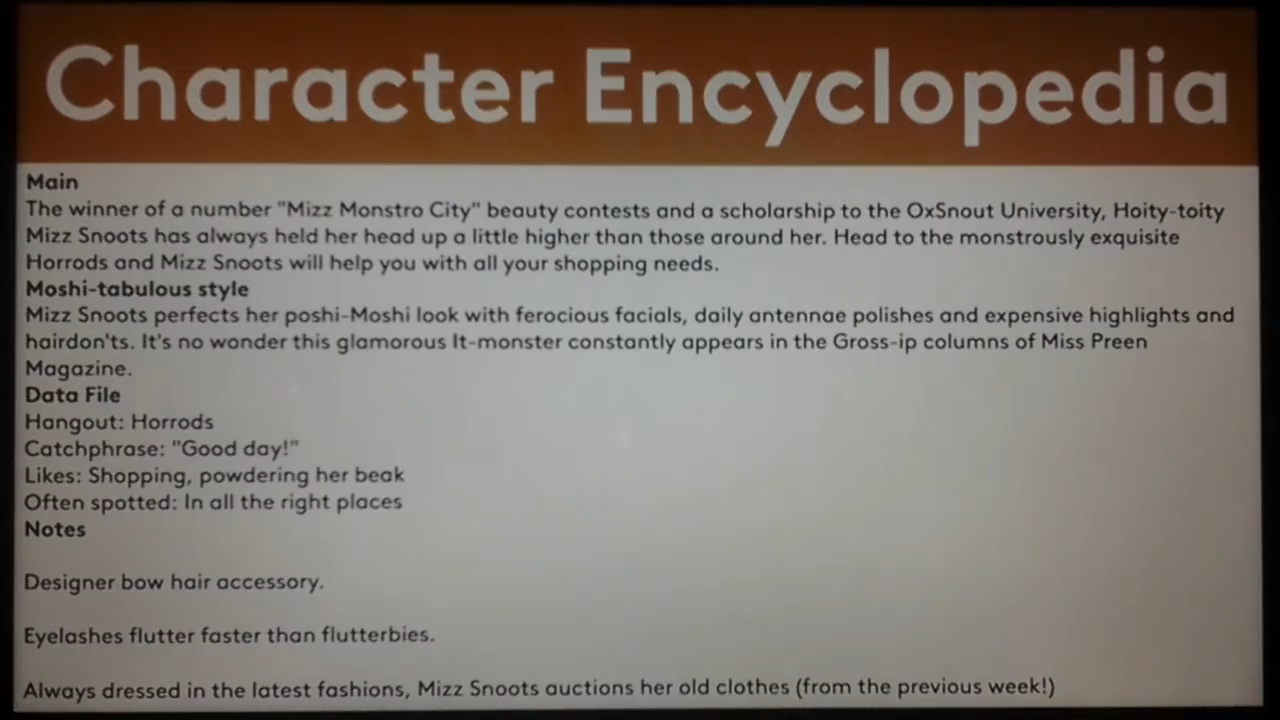 Character Encyclopedia
Main
The winner of a number "Mizz Monstro City" beauty contests and a scholarship to the OxSnout University, Hoity-toity
Mizz Snoots has always held her head up a little higher than those around her. Head to the monstrously exquisite
Horrods and Mizz Snoots will help you with all your shopping needs.
Moshi-tabulous style
Mizz Snoots perfects her poshi-Moshi look with ferocious facials, daily antennae polishes and expensive highlights and
hairdon'ts. It's no wonder this glamorous It-monster constantly appears in the Gross-ip columns of Miss Preen
Magazine.
Data File
Hangout: Horrods
Catchphrase: "Good day!"
Likes: Shopping, powdering her beak
Often spotted: In all the right places
Notes
Designer bow hair accessory.
Eyelashes flutter faster than flutterbies.
Always dressed in the latest fashions, Mizz Snoots auctions her old clothes (from the previous week!)